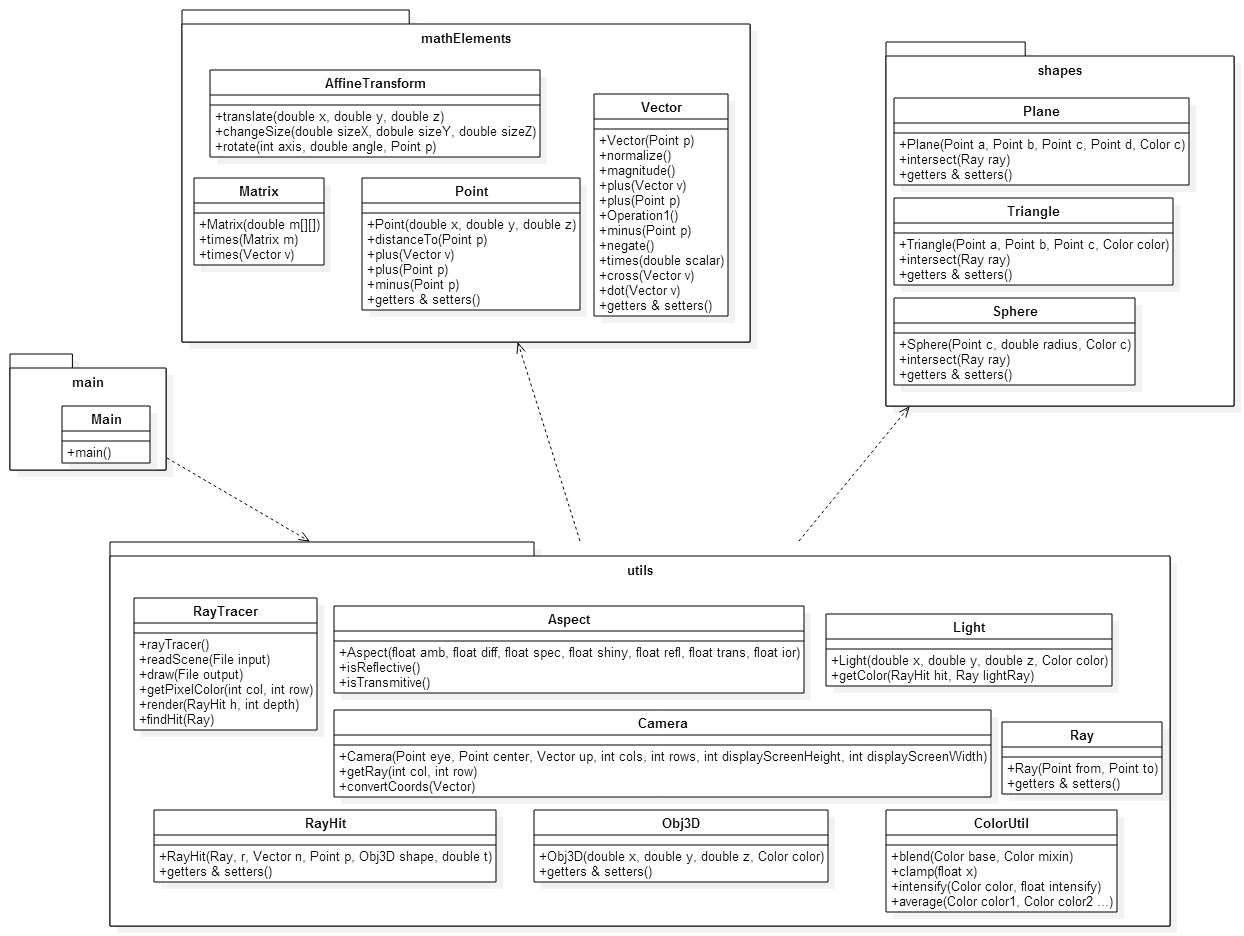 mathElements
AffineTransform
+translate(double x, double y, double z)
+changeSize(double sizeX, dobule sizeY, double sizeZ)
+rotate(int axis, double angle, Point p)
Matrix
+Matrix(double m[][])
+times(Matrix m)
+times(Vector v)
Point
+Point(double x, double y, double z)
+distanceTo(Point p)
+plus(Vector v)
+plus(Point p)
+minus(Point p)
+getters & setters()
Vector
+Vector(Point p)
+normalize()
+magnitude()
+plus(Vector v)
+plus(Point p)
+Operation1()
+minus(Point p)
+negate()
+times(double scalar)
+cross(Vector v)
+dot(Vector v)
+getters & setters()
shapes
Plane
+Plane(Point a, Point b, Point c, Point d, Color c)
+intersect(Ray ray)
+getters & setters()
Triangle
+Triangle(Point a, Point b, Point c, Color color)
+intersect(Ray ray)
+getters & setters()
Sphere
+Sphere(Point c, double radius, Color c)
+intersect(Ray ray)
+getters & setters()
main
Main
+main()
utils
RayTracer
+rayTracer()
+readScene(File input)
+draw(File output)
+getPixelColor(int col, int row)
+render(RayHit h, int depth)
+findHit(Ray)
Aspect
+Aspect(float amb, float diff, float spec, float shiny, float refl, float trans, float ior)
+isReflective()
+isTransmitive()
Light
+Light(double x, double y, double z, Color color)
+getColor(RayHit hit, Ray lightRay)
Camera
+Camera(Point eye, Point center, Vector up, int cols, int rows, int displayScreenHeight, int displayScreenWidth)
+getRay(int col, int row)
+convertCoords(Vector)
Ray
+Ray(Point from, Point to)
+getters & setters()
RayHit
+RayHit(Ray, r, Vector n, Point p, Obj3D shape, double t)
+getters & setters()
Obj3D
+Obj3D(double x, double y, double z, Color color)
+getters & setters()
ColorUtil
+blend(Color base, Color mixin)
+clamp(float x)
+intensify(Color color, float intensify)
+average(Color color1, Color color2 ...)